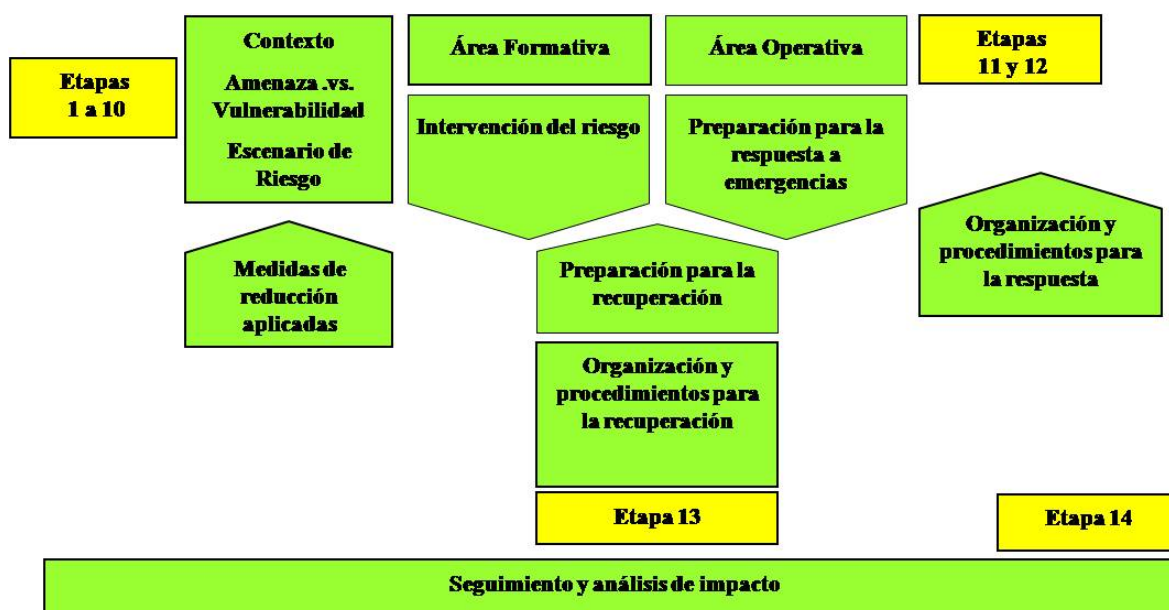 Etapas
1 a 10
Contexto
Amenaza .vs.
Vulnerabilidad
Escenario de
Riesgo
Medidas de
reducción
aplicadas
Área Formativa
Intervención del riesgo
Área Operativa
Preparación para la
respuesta a
emergencias
Etapas
11 y 12
Organización y
procedimientos para
la respuesta
Preparación para la
recuperación
Organización y
procedimientos para
la recuperación
Etapa 13
Etapa 14
Seguimiento y análisis de impacto